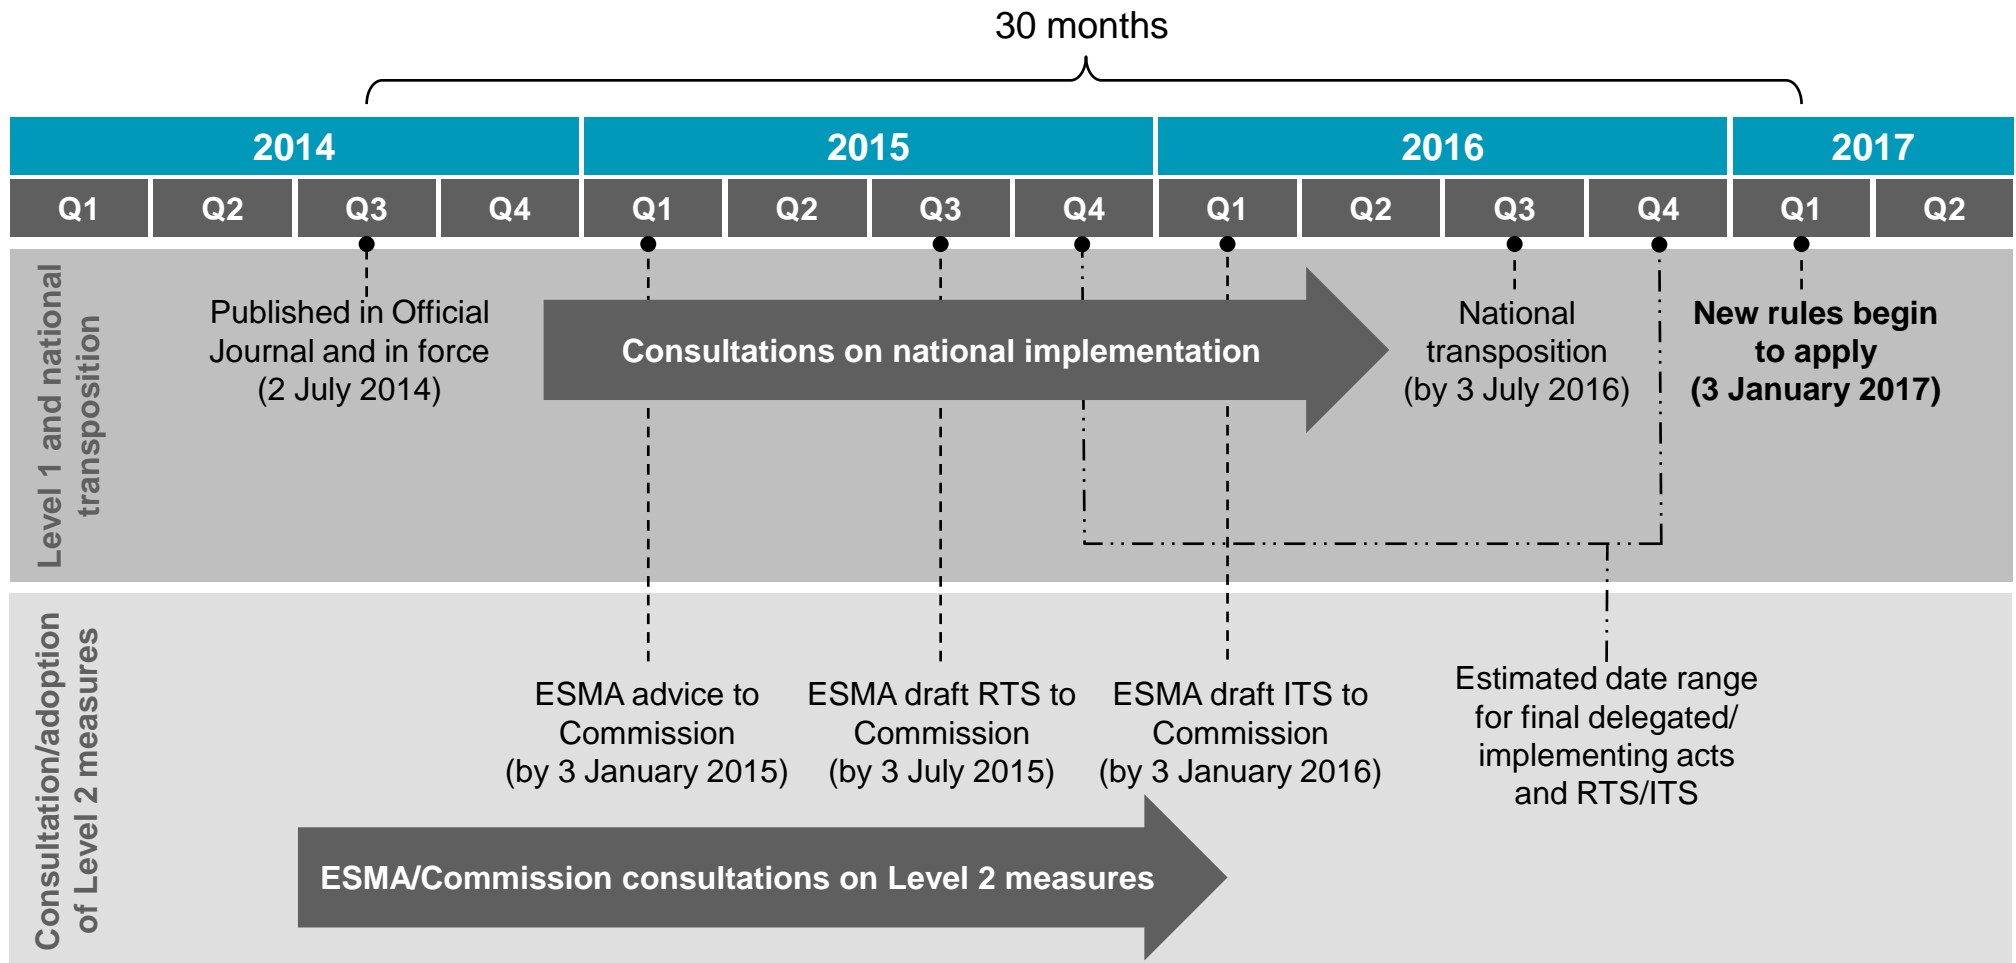 30 months
2014
2015
2016
2017
Q1
Q2
Q3
Q4
Q1
Q2
Q3
Q4
Q1
Q2
Q3
Q4
Q1
Q2
Level 1 and national
transposition
Published in Official
Journal and in force
(2 July 2014)
Consultations on national implementation
National
transposition
(by 3 July 2016)
New rules begin
to apply
(3 January 2017)
Consultation/adoption
of Level 2 measures
ESMA advice to
Commission
(by 3 January 2015)
ESMA draft RTS to
Commission
(by 3 July 2015)
ESMA draft ITS to
Commission
(by 3 January 2016)
Estimated date range
for final delegated/
implementing acts
and RTS/ITS
ESMA/Commission consultations on Level 2 measures